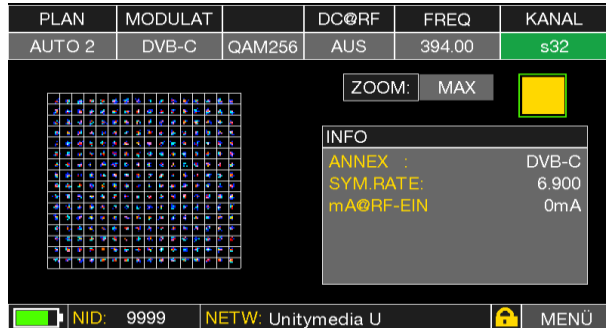 PLAN MODULAT DC@RF FREQ KANAL
AUTO 2 DVB-C QAM256 AUS 394.00 s32
ZOOM: MAX
INFO
ANNEX : DVB-C
SYM.RATE: 6.900
mA@RF-EIN 0mA
NID: 9999 NETW: Unitymedia U MENÜ